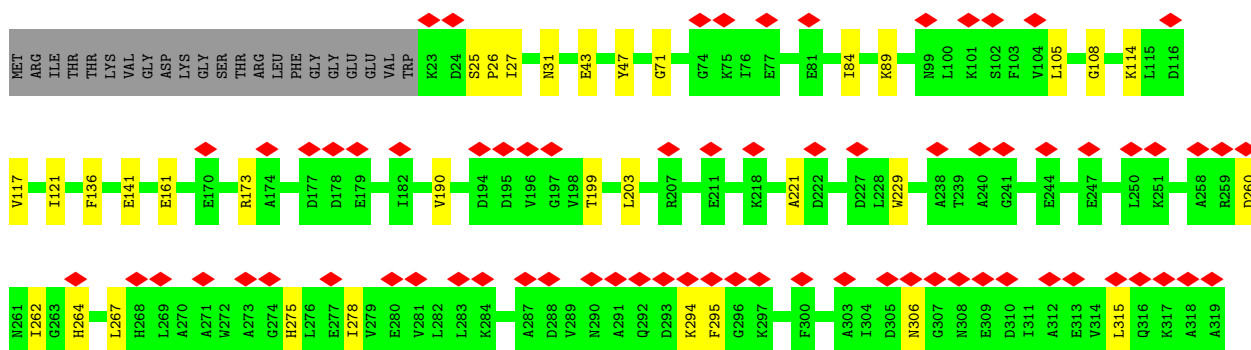 MET ARG ILE THR THR LYS VAL GLY ASP LYS GLY SER THR ARG LEU PHE GLY GLY GLU GLU VAL TRP K23 D24 S25 P26 I27 N31 E43 Y47 G71 G74 K75 I76 E77 E81 I84 K89 N99 L100 K101 S102 F103 V104 L105 G108 K114 L115 D116
V117 I121 F136 E141 E161 E170 R173 A174 D177 D178 E179 I182 V190 D194 D195 V196 G197 V198 T199 L203 R207 E211 K218 A221 D222 D227 L228 W229 A238 T239 A240 G241 E244 E247 L250 K251 A258 R259 D260
N261 I262 G263 H264 L267 H268 L269 A270 A271 W272 A273 G274 H275 L276 E277 I278 V279 E280 V281 L282 L283 K284 A287 D288 V289 N290 A291 Q292 D293 K294 F295 G296 K297 F300 A303 I304 D305 N306 G307 N308 E309 D310 I311 A312 E313 V314 L315 Q316 K317 A318 A319